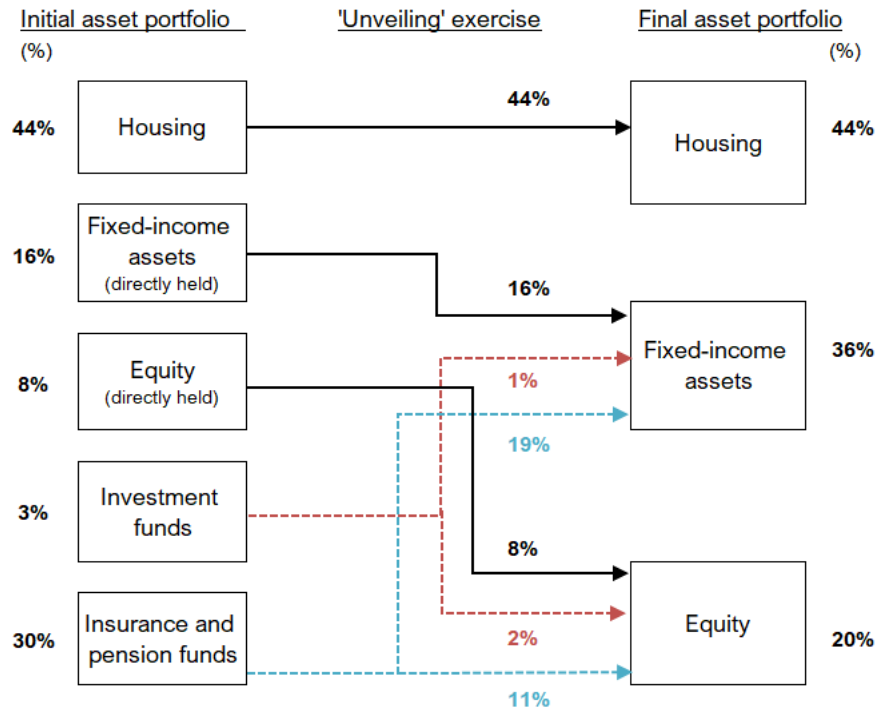 Initial asset portfolio
'Unveiling' exercise
Final asset portfolio
(%)
(%)
44%
Housing
44%
Housing
44%
16%
Fixed-income
assets
(directly held)
16%
Fixed-income
assets
36%
8%
Equity
(directly held)
1%
19%
3%
Investment
funds
8%
Equity
20%
30%
Insurance and
pension funds
2%
11%